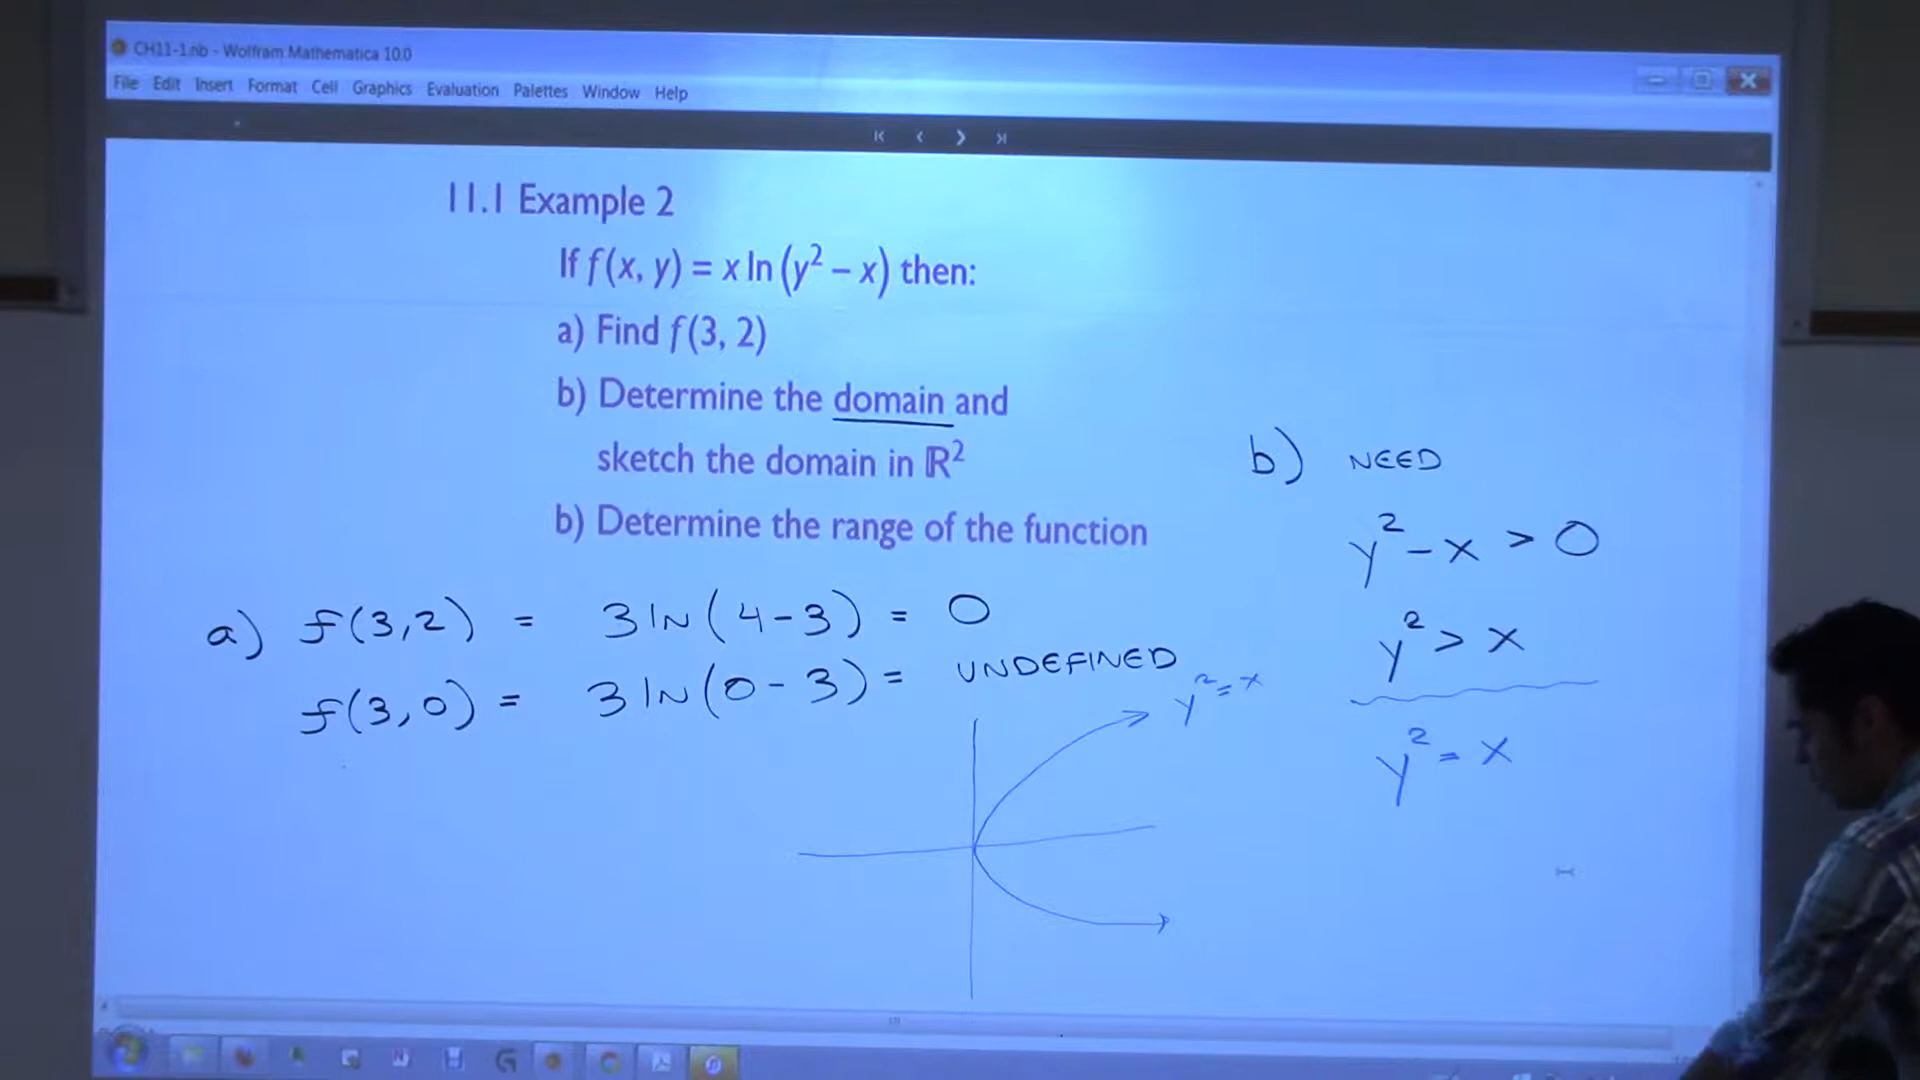 CH11-1.nb - Wolfram Mathematica 10.0
File Edit Insert Format Cell Graphics Evaluation Palettes Window Help
11.1 Example 2
If f(x, y) = x ln(y² – x) then:
a) Find f(3, 2)
b) Determine the domain and
sketch the domain in ℝ²
b) Determine the range of the function
a) f(3,2) = 3 ln(4-3) = 0
f(3,0) = 3 ln(0-3) = UNDEFINED
y² = x
b) NEED
y² - x > 0
y² > x
y² = x